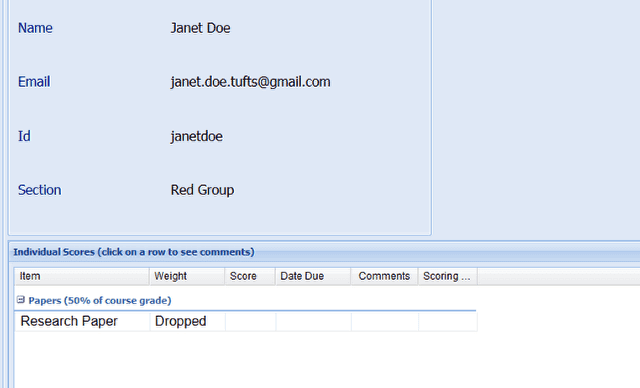 Name Janet Doe
Email janet.doe.tufts@gmail.com
Id janetdoe
Section Red Group
Individual Scores (click on a row to see comments)
Item Weight Score Date Due Comments Scoring ...
Papers (50% of course grade)
Research Paper Dropped